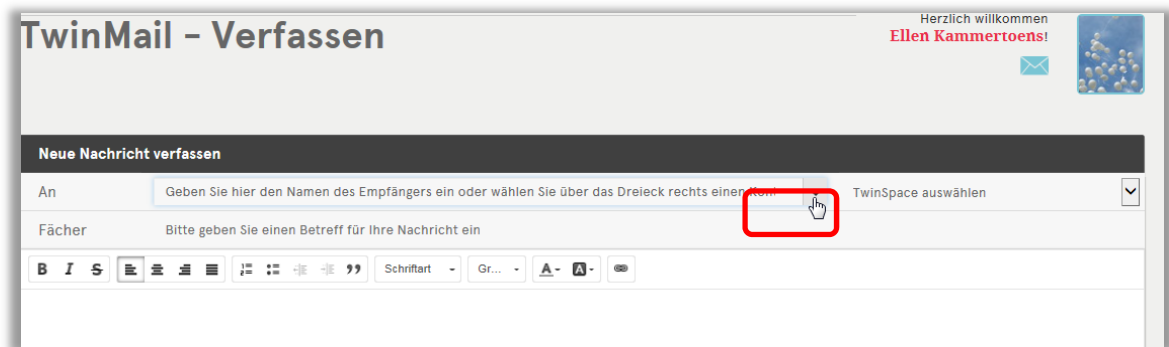 TwinMail – Verfassen
Herzlich willkommen
Ellen Kammertoens!
Neue Nachricht verfassen
An Geben Sie hier den Namen des Empfängers ein oder wählen Sie über das Dreieck rechts einen TwinSpace auswählen
Fächer Bitte geben Sie einen Betreff für Ihre Nachricht ein
B I S Schriftart Gr... A A